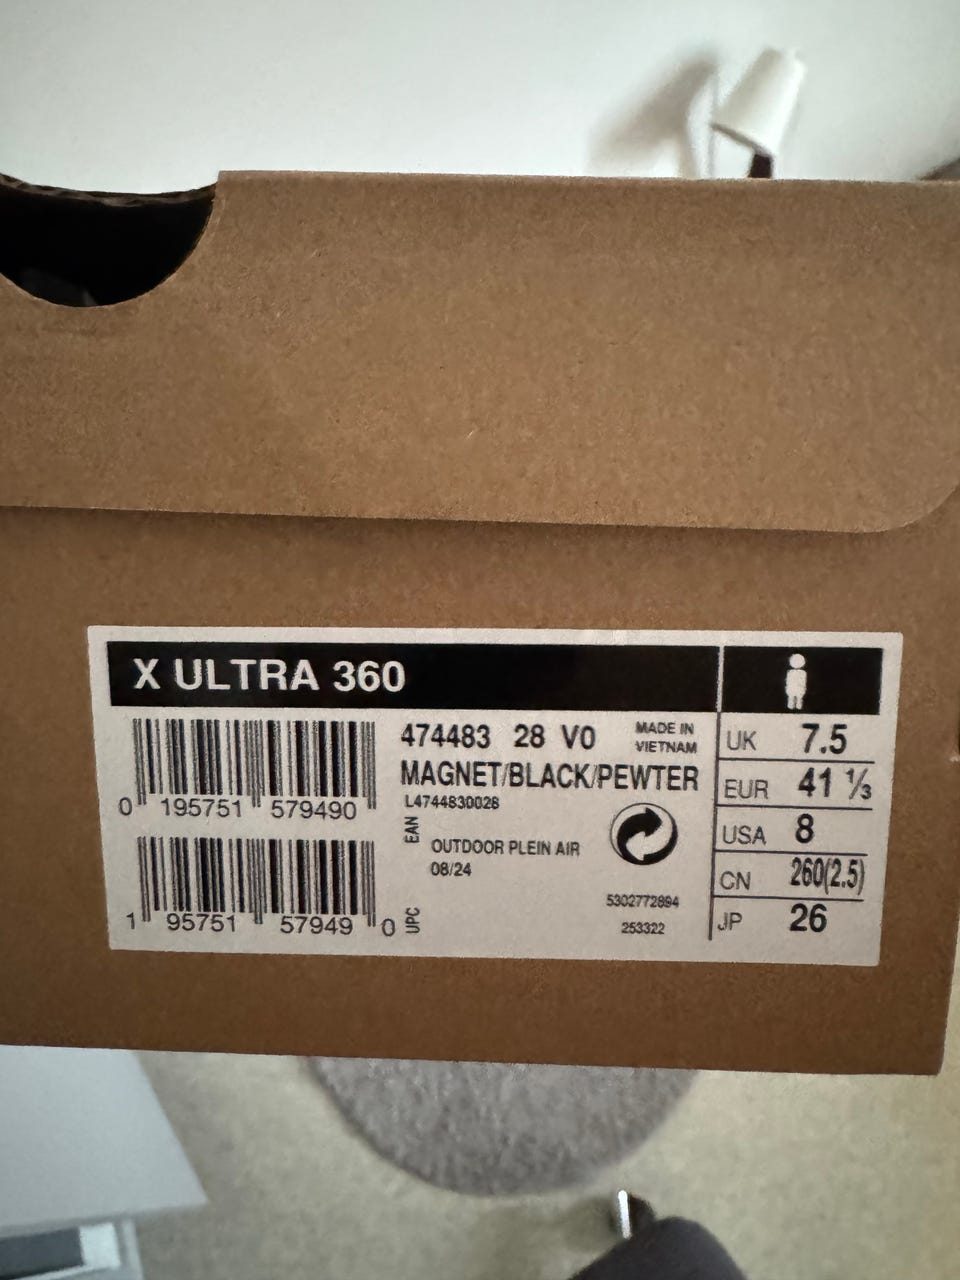 X ULTRA 360
0 195751 579490
1 95751 57949 0
EAN
UPC
474483 28 V0
MADE IN
VIETNAM
MAGNET/BLACK/PEWTER
L4744830028
OUTDOOR PLEIN AIR
08/24
5302772894
253322
UK 7.5
EUR 41 ⅓
USA 8
CN 260(2.5)
JP 26